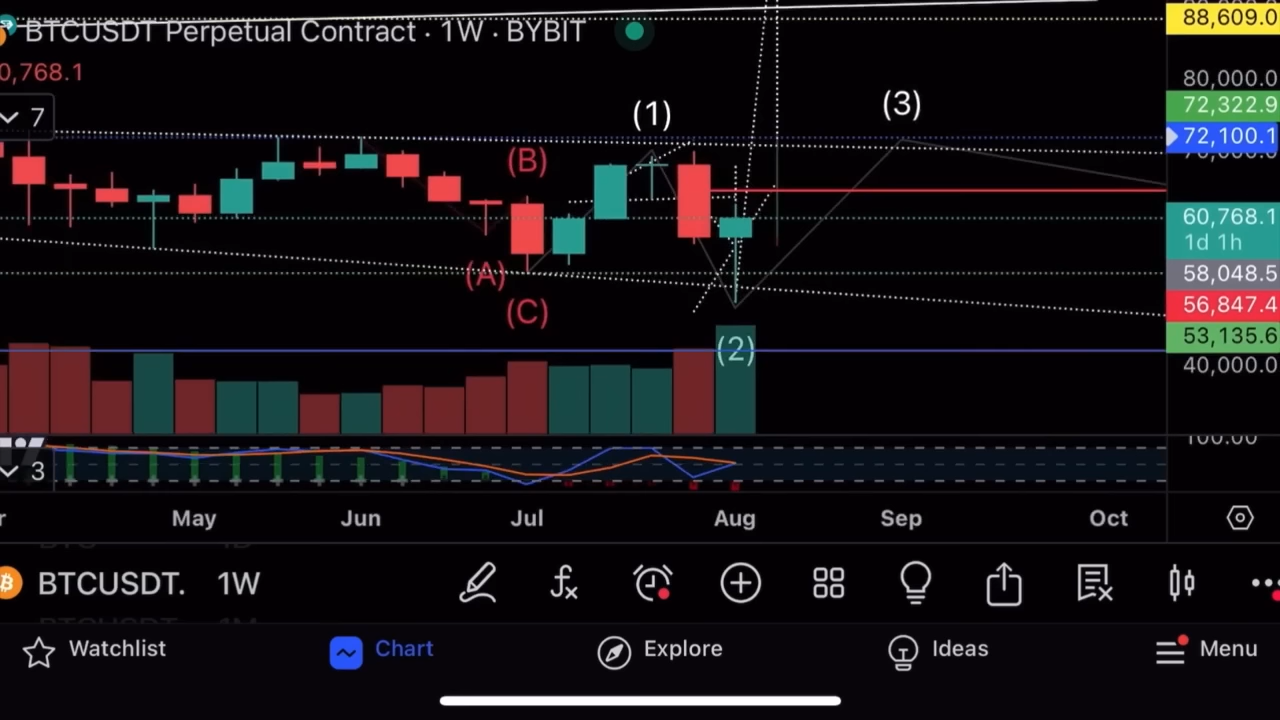 BTCUSDT Perpetual Contract · 1W · BYBIT
88,609.0
0,768.1
80,000.0
7
(1)
(3)
72,322.9
72,100.1
70,000.0
(B)
60,768.1
1d 1h
(A)
58,048.5
(C)
56,847.4
53,135.6
(2)
40,000.0
100.00
3
May Jun Jul Aug Sep Oct
BTCUSDT. 1W
Watchlist Chart Explore Ideas Menu